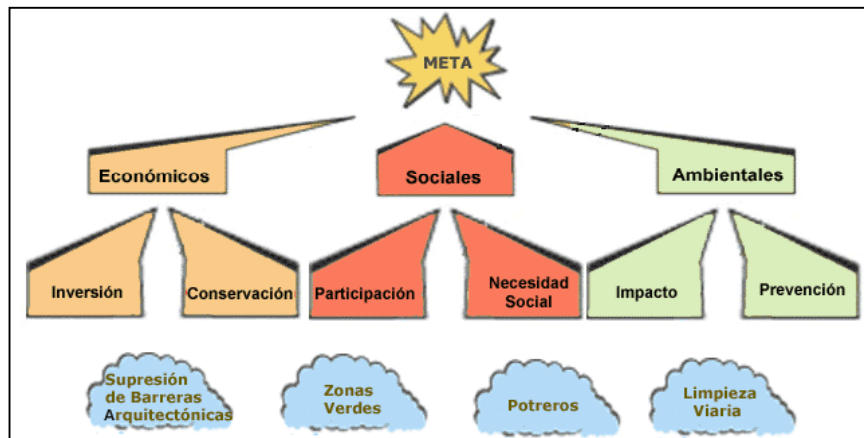 META
Económicos
Sociales
Ambientales
Inversión
Conservación
Participación
Necesidad
Social
Impacto
Prevención
Supresión
de Barreras
Arquitectónicas
Zonas
Verdes
Potreros
Limpieza
Viaria